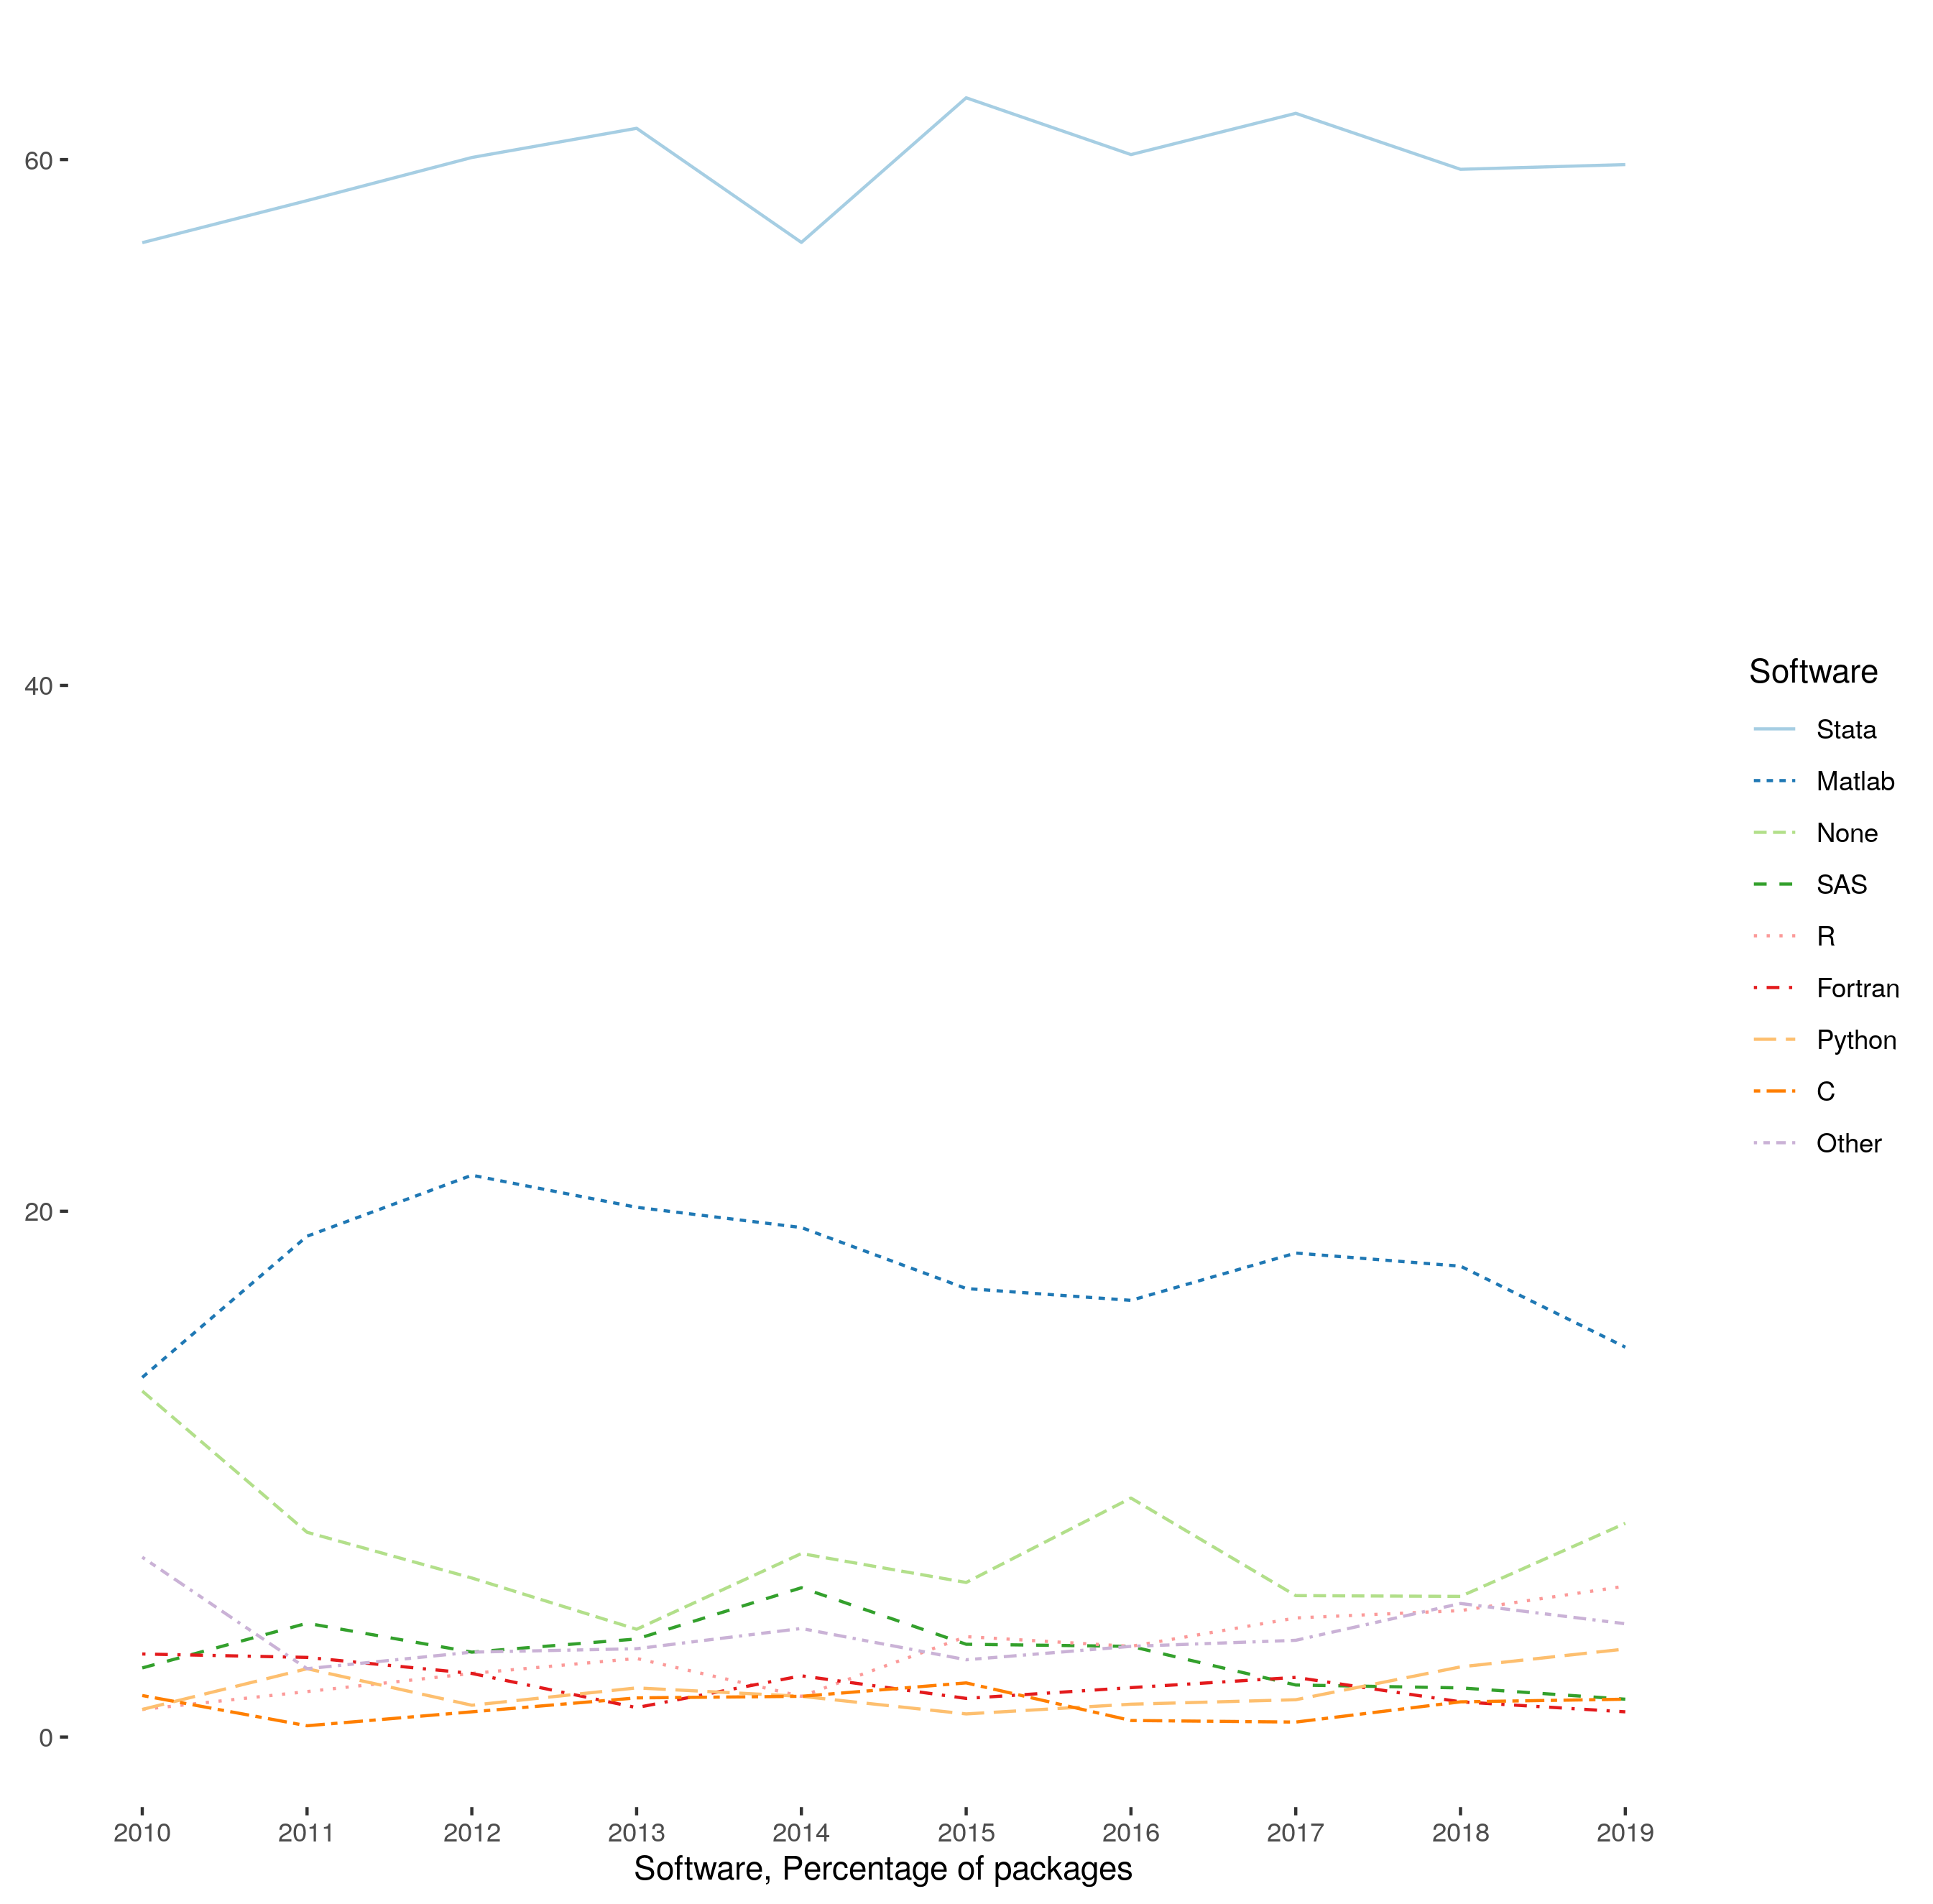 60
40
20
0
2010 2011 2012 2013 2014 2015 2016 2017 2018 2019
Software, Percentage of packages
Software
Stata
Matlab
None
SAS
R
Fortran
Python
C
Other